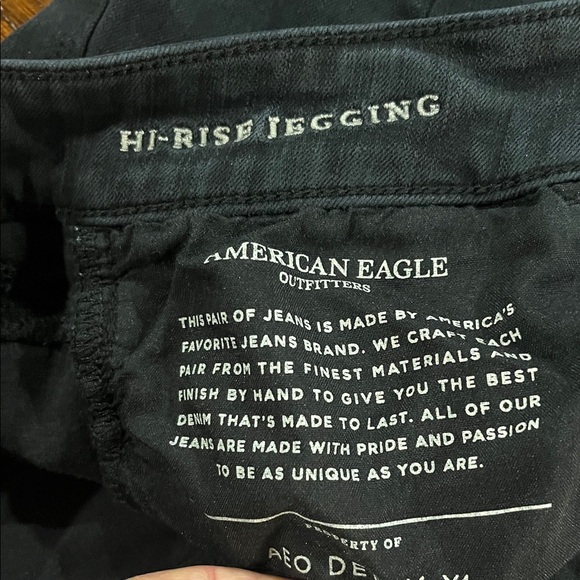 HI-RISE JEGGING
AMERICAN EAGLE
OUTFITTERS
THIS PAIR OF JEANS IS MADE BY AMERICA'S
FAVORITE JEANS BRAND. WE CRAFT EACH
PAIR FROM THE FINEST MATERIALS AND
FINISH BY HAND TO GIVE YOU THE BEST
DENIM THAT'S MADE TO LAST. ALL OF OUR
JEANS ARE MADE WITH PRIDE AND PASSION
TO BE AS UNIQUE AS YOU ARE.
PROPERTY OF
AEO